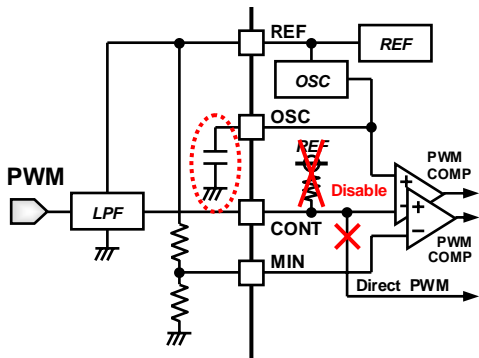 REF
REF
OSC
OSC
REF
PWM
PWM
COMP
Disable
LPF
CONT
MIN
PWM
COMP
Direct PWM